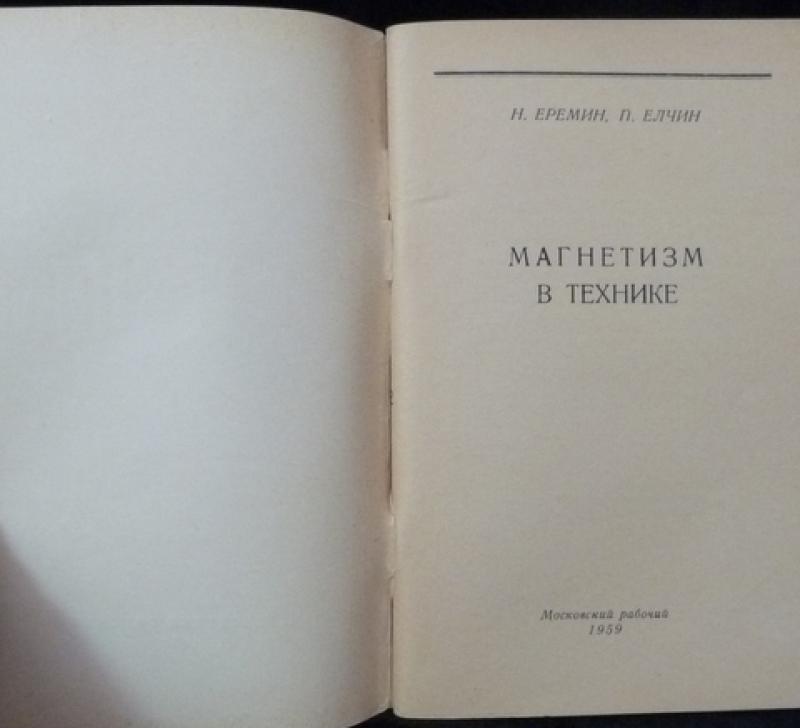 Н. ЕРЕМИН, П. ЕЛЧИН
МАГНЕТИЗМ
В ТЕХНИКЕ
Московский рабочий
1959